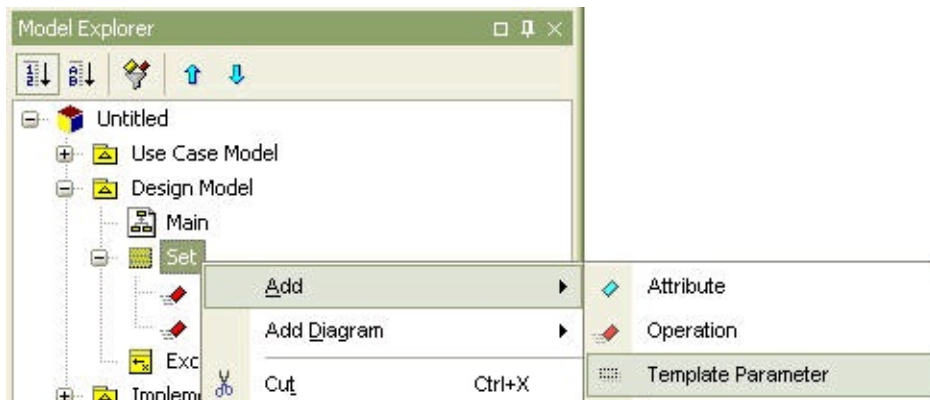 Model Explorer
Untitled
Use Case Model
Design Model
Main
Set
Add
Attribute
Add Diagram
Operation
Exc
Template Parameter
Implem
Cut Ctrl+X